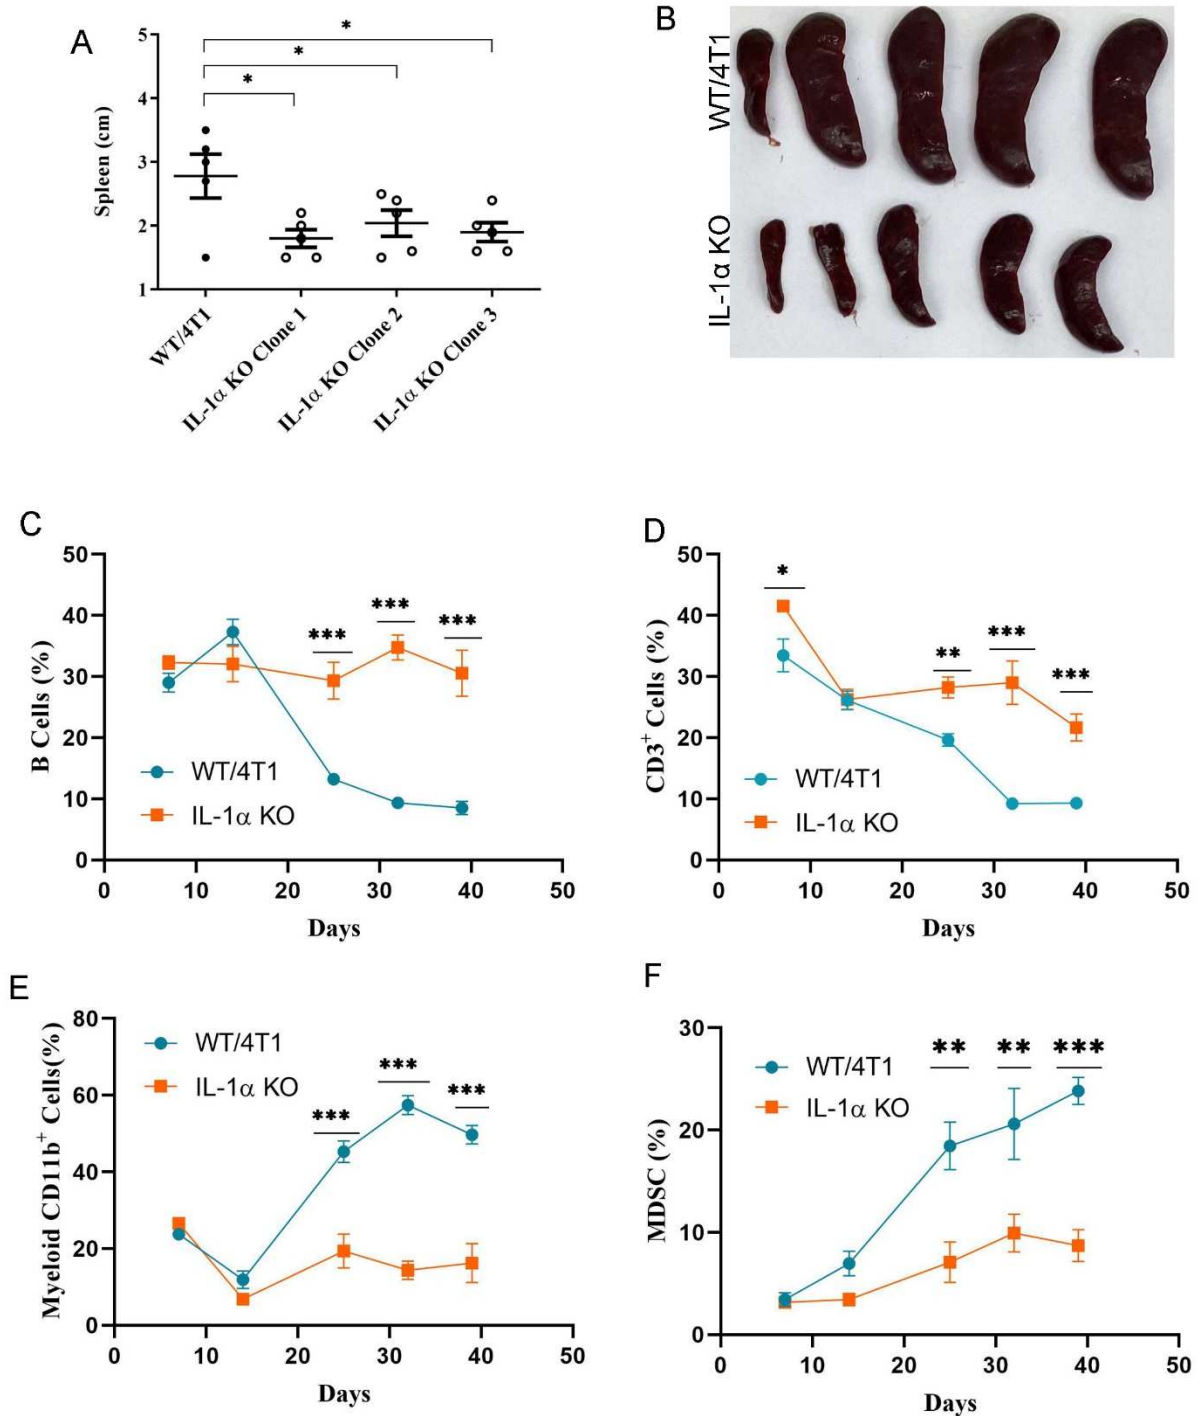 A
*
*
*
5
4
3
2
1
Spleen (cm)
WT/4T1
IL-1α KO Clone 1
IL-1α KO Clone 2
IL-1α KO Clone 3
B
WT/4T1
IL-1α KO
C
50
40
30
20
10
0
B Cells (%)
***
***
***
WT/4T1
IL-1α KO
0 10 20 30 40 50
Days
D
50
40
30
20
10
0
CD3+ Cells (%)
*
**
***
***
WT/4T1
IL-1α KO
0 10 20 30 40 50
Days
E
80
60
40
20
0
Myeloid CD11b+ Cells(%)
WT/4T1
IL-1α KO
***
***
***
0 10 20 30 40 50
Days
F
30
20
10
0
MDSC (%)
WT/4T1
IL-1α KO
** ** ***
0 10 20 30 40 50
Days